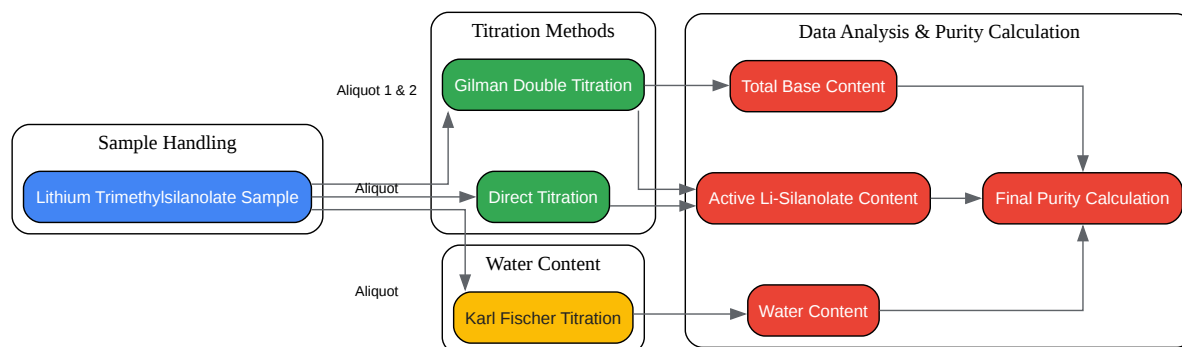 Titration Methods
Data Analysis & Purity Calculation
Gilman Double Titration
Total Base Content
Aliquot 1 & 2
Sample Handling
Lithium Trimethylsilanolate Sample
Aliquot
Direct Titration
Active Li-Silanolate Content
Final Purity Calculation
Water Content
Aliquot
Karl Fischer Titration
Water Content